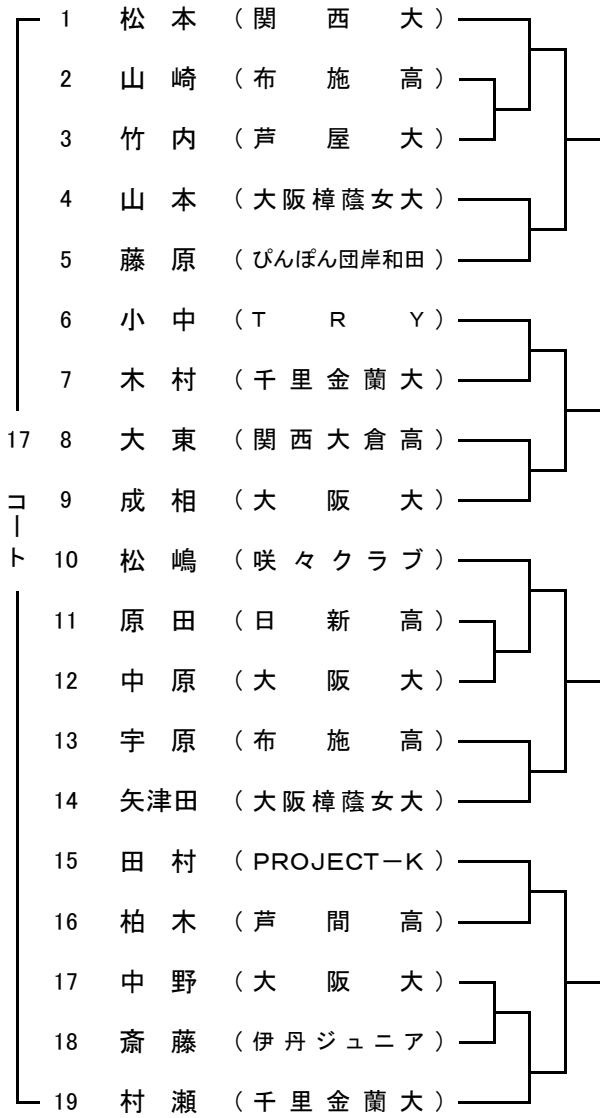 1 松本 （関西大）
2 山崎 （布施高）
3 竹内 （芦屋大）
4 山本 （大阪樟蔭女大）
5 藤原 （ぴんぽん団岸和田）
6 小中 （TRY）
7 木村 （千里金蘭大）
8 大東 （関西大倉高）
9 成相 （大阪大）
10 松嶋 （咲々クラブ）
11 原田 （日新高）
12 中原 （大阪大）
13 宇原 （布施高）
14 矢津田 （大阪樟蔭女大）
15 田村 （PROJECT－K）
16 柏木 （芦間高）
17 中野 （大阪大）
18 斎藤 （伊丹ジュニア）
19 村瀬 （千里金蘭大）
17コート